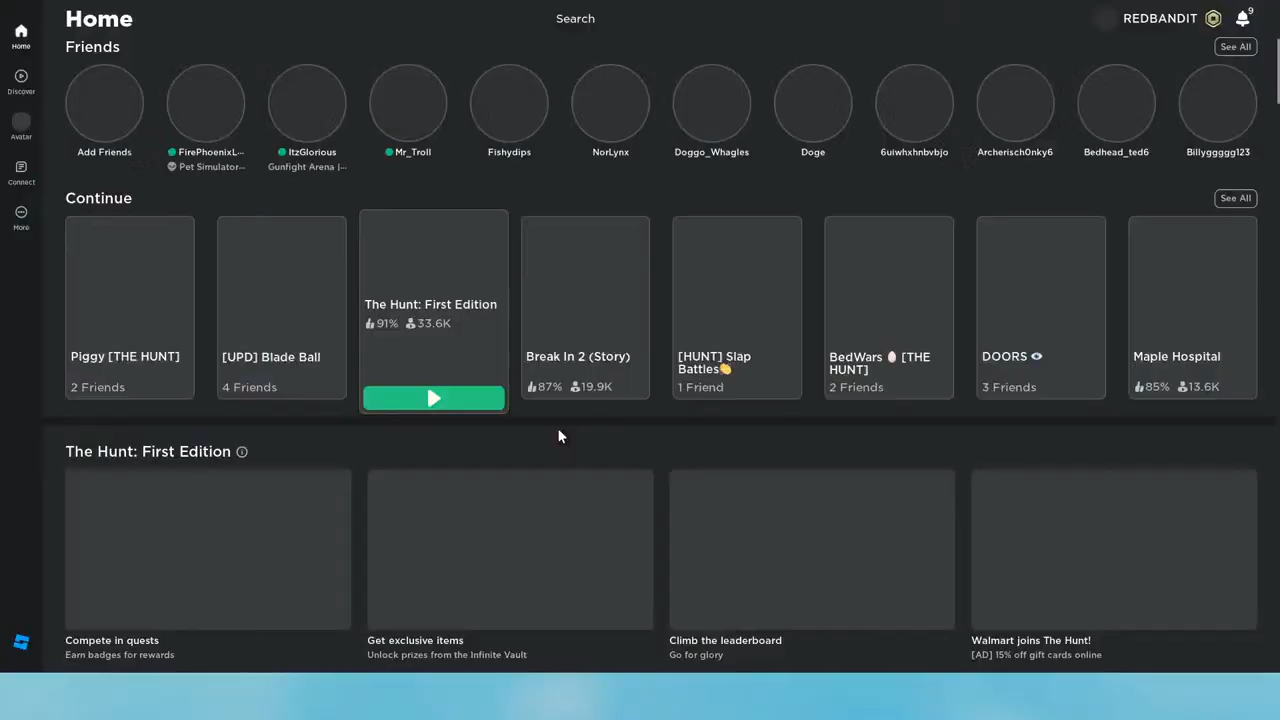 Home
Search
REDBANDIT
9
Home
Friends
See All
Discover
Avatar
Connect
More
Add Friends
FirePhoenixL...
ItzGlorious
Mr_Troll
Fishydips
NorLynx
Doggo_Whagles
Doge
6uiwhxhnbvbjo
Archerisch0nky6
Bedhead_ted6
Billyggggg123
Pet Simulator...
Gunfight Arena |...
Continue
See All
The Hunt: First Edition
91% 33.6K
Piggy [THE HUNT]
2 Friends
[UPD] Blade Ball
4 Friends
Break In 2 (Story)
87% 19.9K
[HUNT] Slap
Battles👏
1 Friend
BedWars 🥚 [THE
HUNT]
2 Friends
DOORS 👁️
3 Friends
Maple Hospital
85% 13.6K
The Hunt: First Edition
Compete in quests
Earn badges for rewards
Get exclusive items
Unlock prizes from the Infinite Vault
Climb the leaderboard
Go for glory
Walmart joins The Hunt!
[AD] 15% off gift cards online